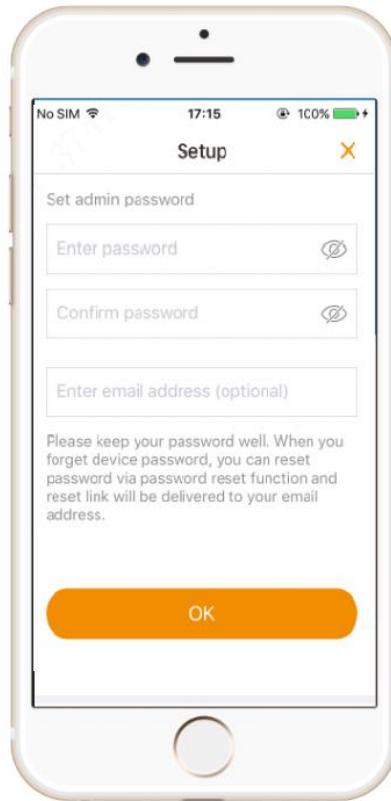 No SIM 17:15 100%
Setup
Set admin password
Enter password
Confirm password
Enter email address (optional)
Please keep your password well. When you
forget device password, you can reset
password via password reset function and
reset link will be delivered to your email
address.
OK